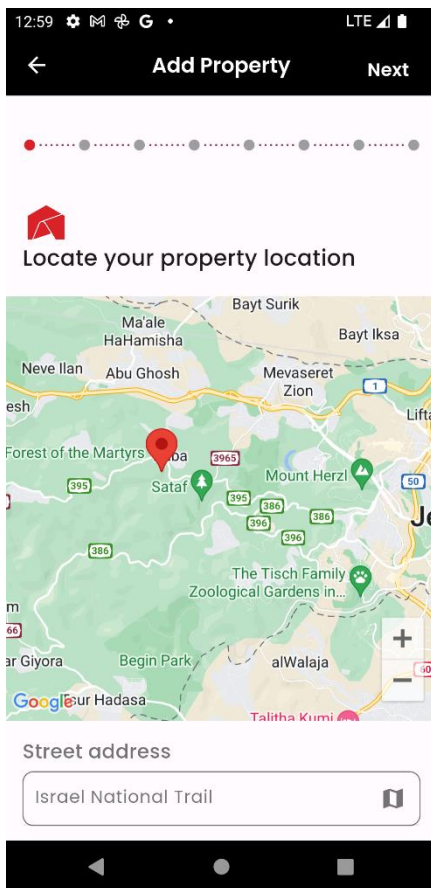 12:59
LTE
Add Property
Next
Locate your property location
Bayt Surik
Ma'ale
HaHamisha
Bayt Iksa
Neve Ilan
Abu Ghosh
Mevaseret
Zion
1
esh
Lifta
Forest of the Martyrs
ba
3965
Mount Herzl
395
Sataf
50
395
386
386
Je
396
386
396
The Tisch Family
Zoological Gardens in...
m
66
ar Giyora
Begin Park
alWalaja
+
60
−
Google
sur Hadasa
Talitha Kumi
Street address
Israel National Trail